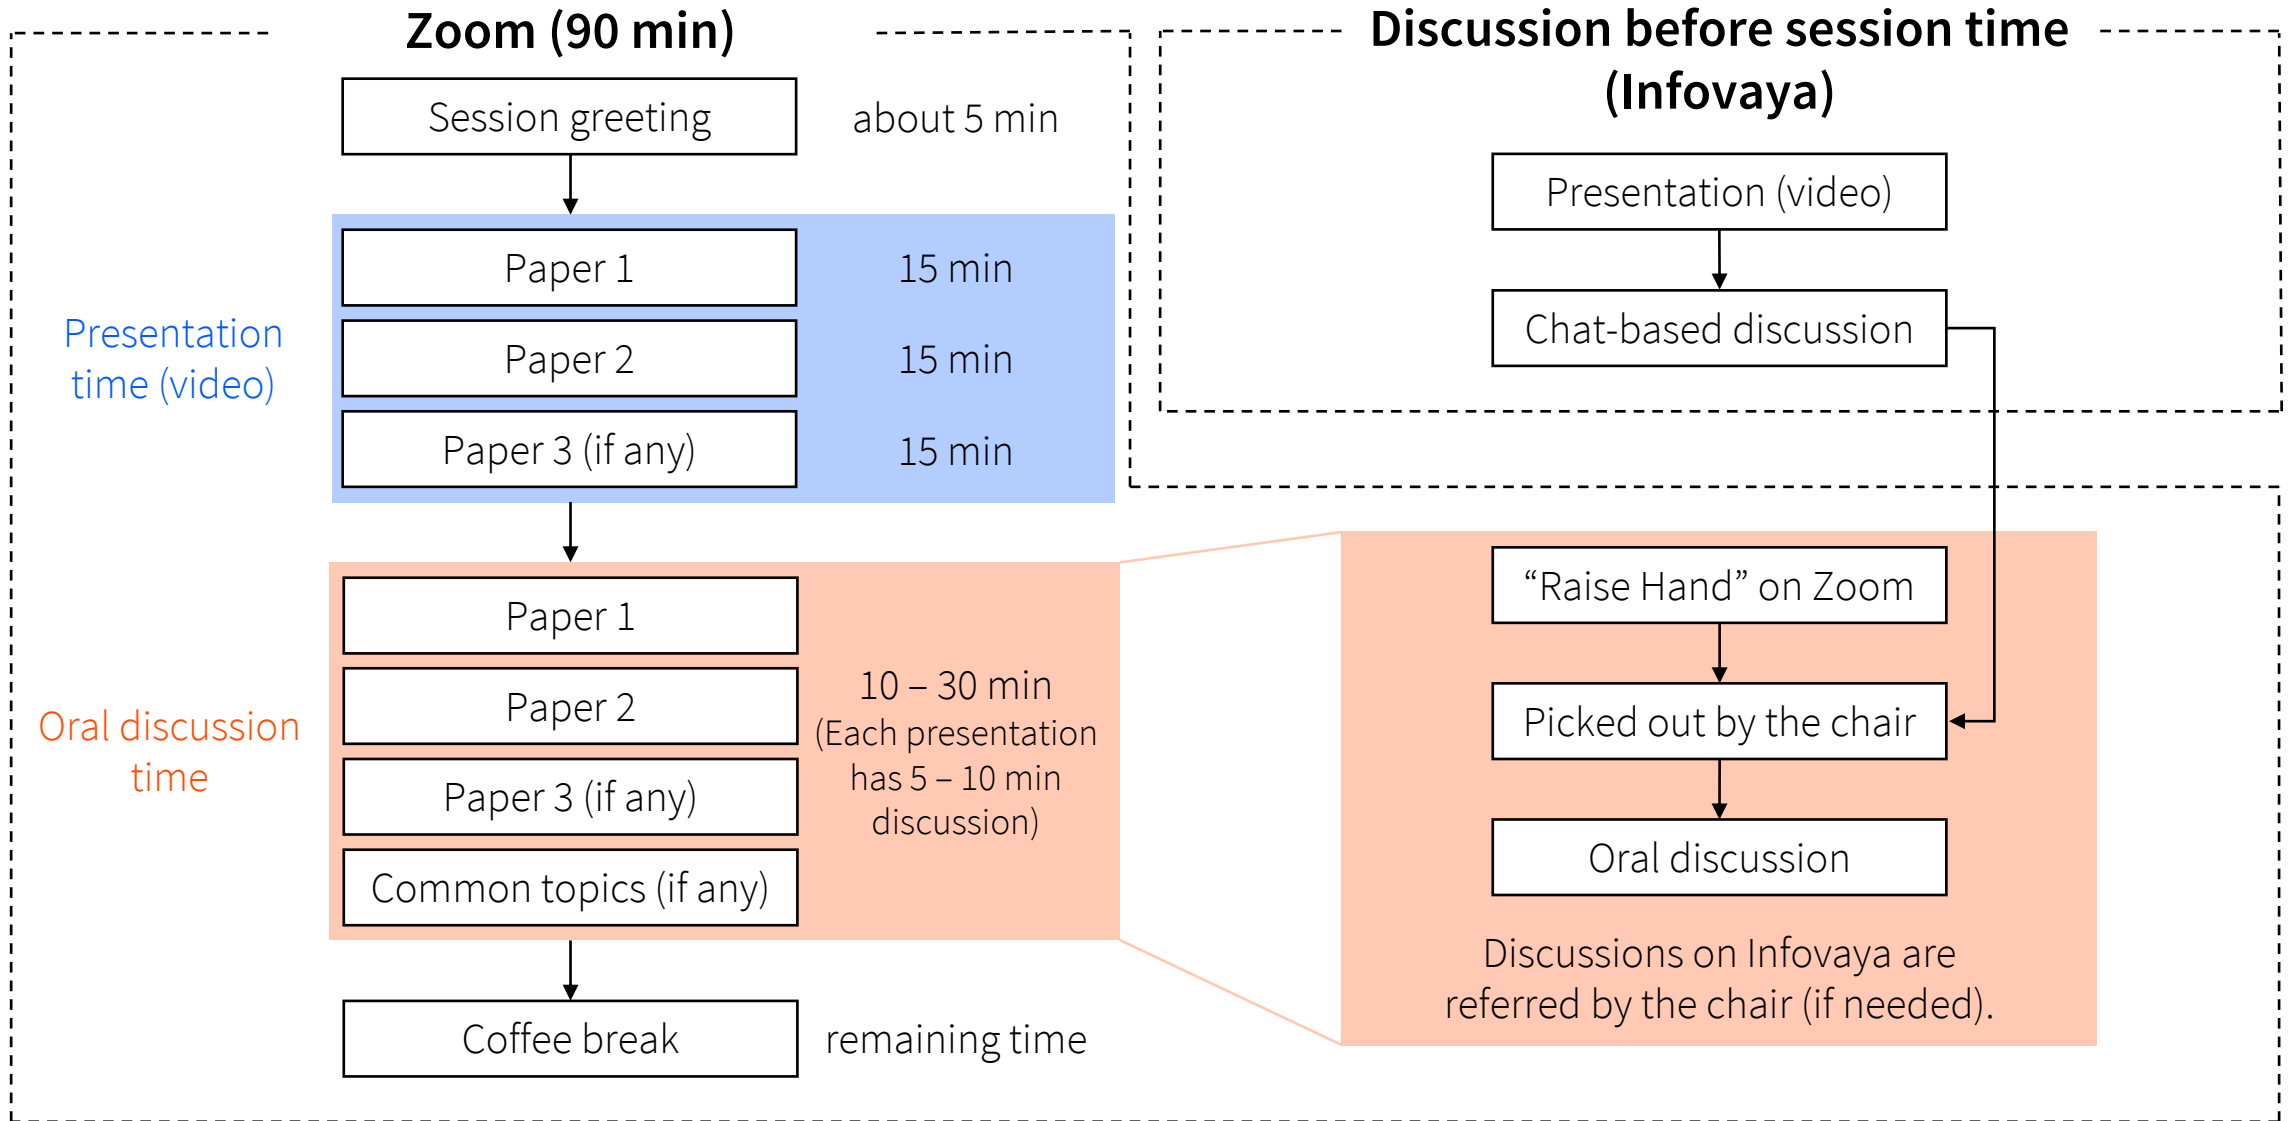 Zoom (90 min)
Session greeting
about 5 min
Presentation
time (video)
Paper 1
15 min
Paper 2
15 min
Paper 3 (if any)
15 min
Oral discussion
time
Paper 1
Paper 2
Paper 3 (if any)
Common topics (if any)
10 – 30 min
(Each presentation
has 5 – 10 min
discussion)
Coffee break
remaining time
Discussion before session time
(Infovaya)
Presentation (video)
Chat-based discussion
“Raise Hand” on Zoom
Picked out by the chair
Oral discussion
Discussions on Infovaya are
referred by the chair (if needed).